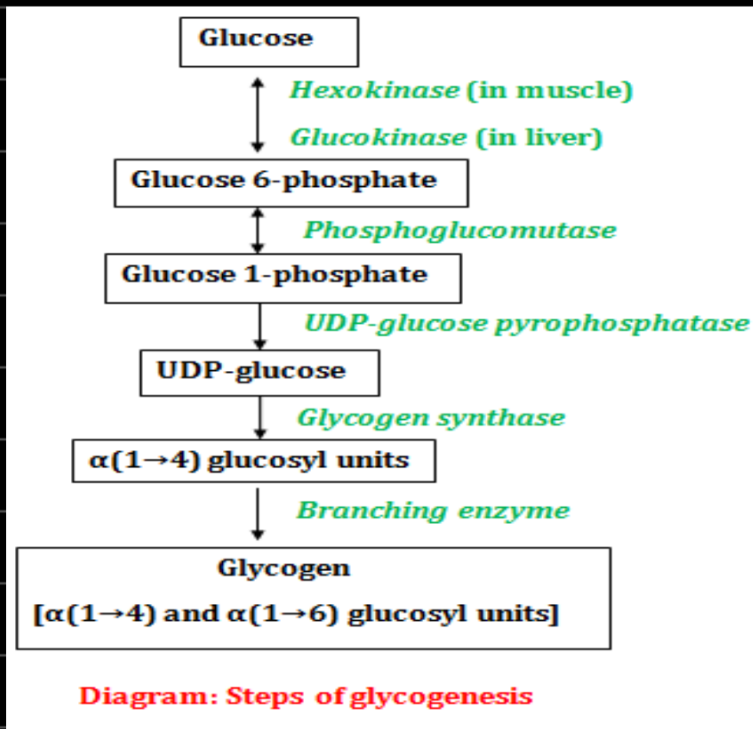 Glucose
Hexokinase (in muscle)
Glucokinase (in liver)
Glucose 6-phosphate
Phosphoglucomutase
Glucose 1-phosphate
UDP-glucose pyrophosphatase
UDP-glucose
Glycogen synthase
α(1→4) glucosyl units
Branching enzyme
Glycogen
[α(1→4) and α(1→6) glucosyl units]
Diagram: Steps of glycogenesis